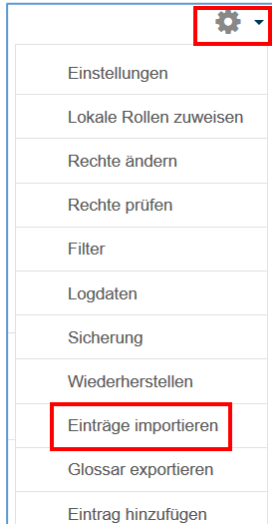 Einstellungen
Lokale Rollen zuweisen
Rechte ändern
Rechte prüfen
Filter
Logdaten
Sicherung
Wiederherstellen
Einträge importieren
Glossar exportieren
Eintrag hinzufügen